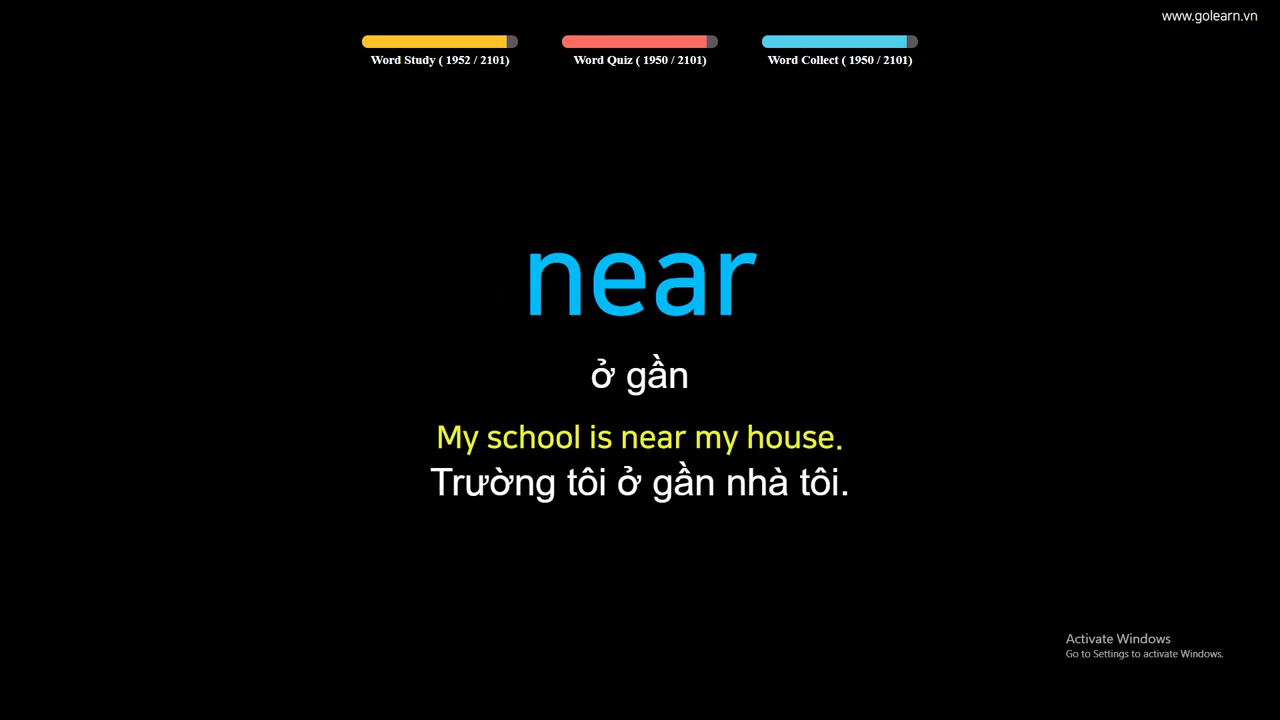 www.golearn.vn
Word Study ( 1952 / 2101) Word Quiz ( 1950 / 2101) Word Collect ( 1950 / 2101)
near
ở gần
My school is near my house.
Trường tôi ở gần nhà tôi.
Activate Windows
Go to Settings to activate Windows.